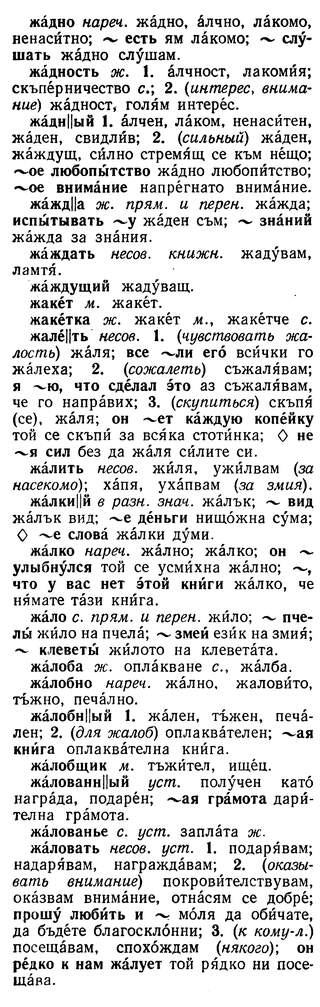 жа́дно нареч. жа́дно, а́лчно, ла́комо,
ненаси́тно; ~ есть ям ла́комо; ~ слу́-
шать жа́дно слу́шам.
жа́дность ж. 1. а́лчност, лакоми́я;
скъпе́рничество с.; 2. (интерес, внима-
ние) жа́дност, голя́м интере́с.
жа́дн||ый 1. а́лчен, ла́ком, ненаси́тен,
жа́ден, свидли́в; 2. (сильный) жа́ден,
жа́ждущ, си́лно стремя́щ се към не́що;
~ое любопы́тство жа́дно любопи́тство;
~ое внима́ние напре́гнато внима́ние.
жа́жд||а ж. прям. и перен. жа́жда;
испы́тывать ~у жа́ден съм; ~ зна́ний
жа́жда за зна́ния.
жа́ждать несов. книжн. жаду́вам,
ламтя́.
жа́ждущий жаду́ващ.
жаке́т м. жаке́т.
жаке́тка ж. жаке́т м., жаке́тче с.
жале́||ть несов. 1. (чувствовать жа-
лость) жа́ля; все ~ли его́ вси́чки го
жа́леха; 2. (сожалеть) съжаля́вам;
я ~ю, что сде́лал э́то аз съжаля́вам,
че го напра́вих; 3. (скупиться) скъпя́
(се), жа́ля; он ~ет ка́ждую копе́йку
той се скъпи́ за вся́ка стоти́нка; ◊ не
~я сил без да жа́ля си́лите си.
жа́лить несов. жи́ля, ужи́лвам (за
насекомо); ха́пя, уха́пвам (за змия).
жа́лки||й в разн. знач. жа́лък; ~ вид
жа́лък вид; ~е де́ньги нищо́жна су́ма;
◊ ~е слова́ жа́лки ду́ми.
жа́лко нареч. жа́лно; жа́лко; он ~
улыбну́лся той се усми́хна жа́лно; ~,
что у вас нет э́той кни́ги жа́лко, че
ня́мате та́зи кни́га.
жа́ло с. прям. и перен. жи́ло; ~ пче-
лы́ жи́ло на пчела́; ~ змеи́ ези́к на змия́;
~ клеветы́ жи́лото на клевета́та.
жа́лоба ж. опла́кване с., жа́лба.
жа́лобно нареч. жа́лно, жалови́то,
тъ́жно, печа́лно.
жа́лобн||ый 1. жа́лен, тъ́жен, печа́-
лен; 2. (для жалоб) оплаква́телен; ~ая
кни́га оплаква́телна кни́га.
жа́лобщик м. тъжи́тел, ище́ц.
жа́лованн||ый уст. полу́чен като́
награ́да, пода́рен; ~ая гра́мота дари́-
телна гра́мота.
жа́лованье с. уст. запла́та ж.
жа́ловать несов. уст. 1. подаря́вам;
надаря́вам, награжда́вам; 2. (оказы-
вать внимание) покрови́телствувам,
ока́звам внима́ние, отна́сям се добре́;
прошу́ люби́ть и ~ мо́ля да оби́чате,
да бъ́дете благоскло́нни; 3. (к кому-л.)
посеща́вам, спохо́ждам (някого); он
ре́дко к нам жа́лует той ря́дко ни посе-
ща́ва.